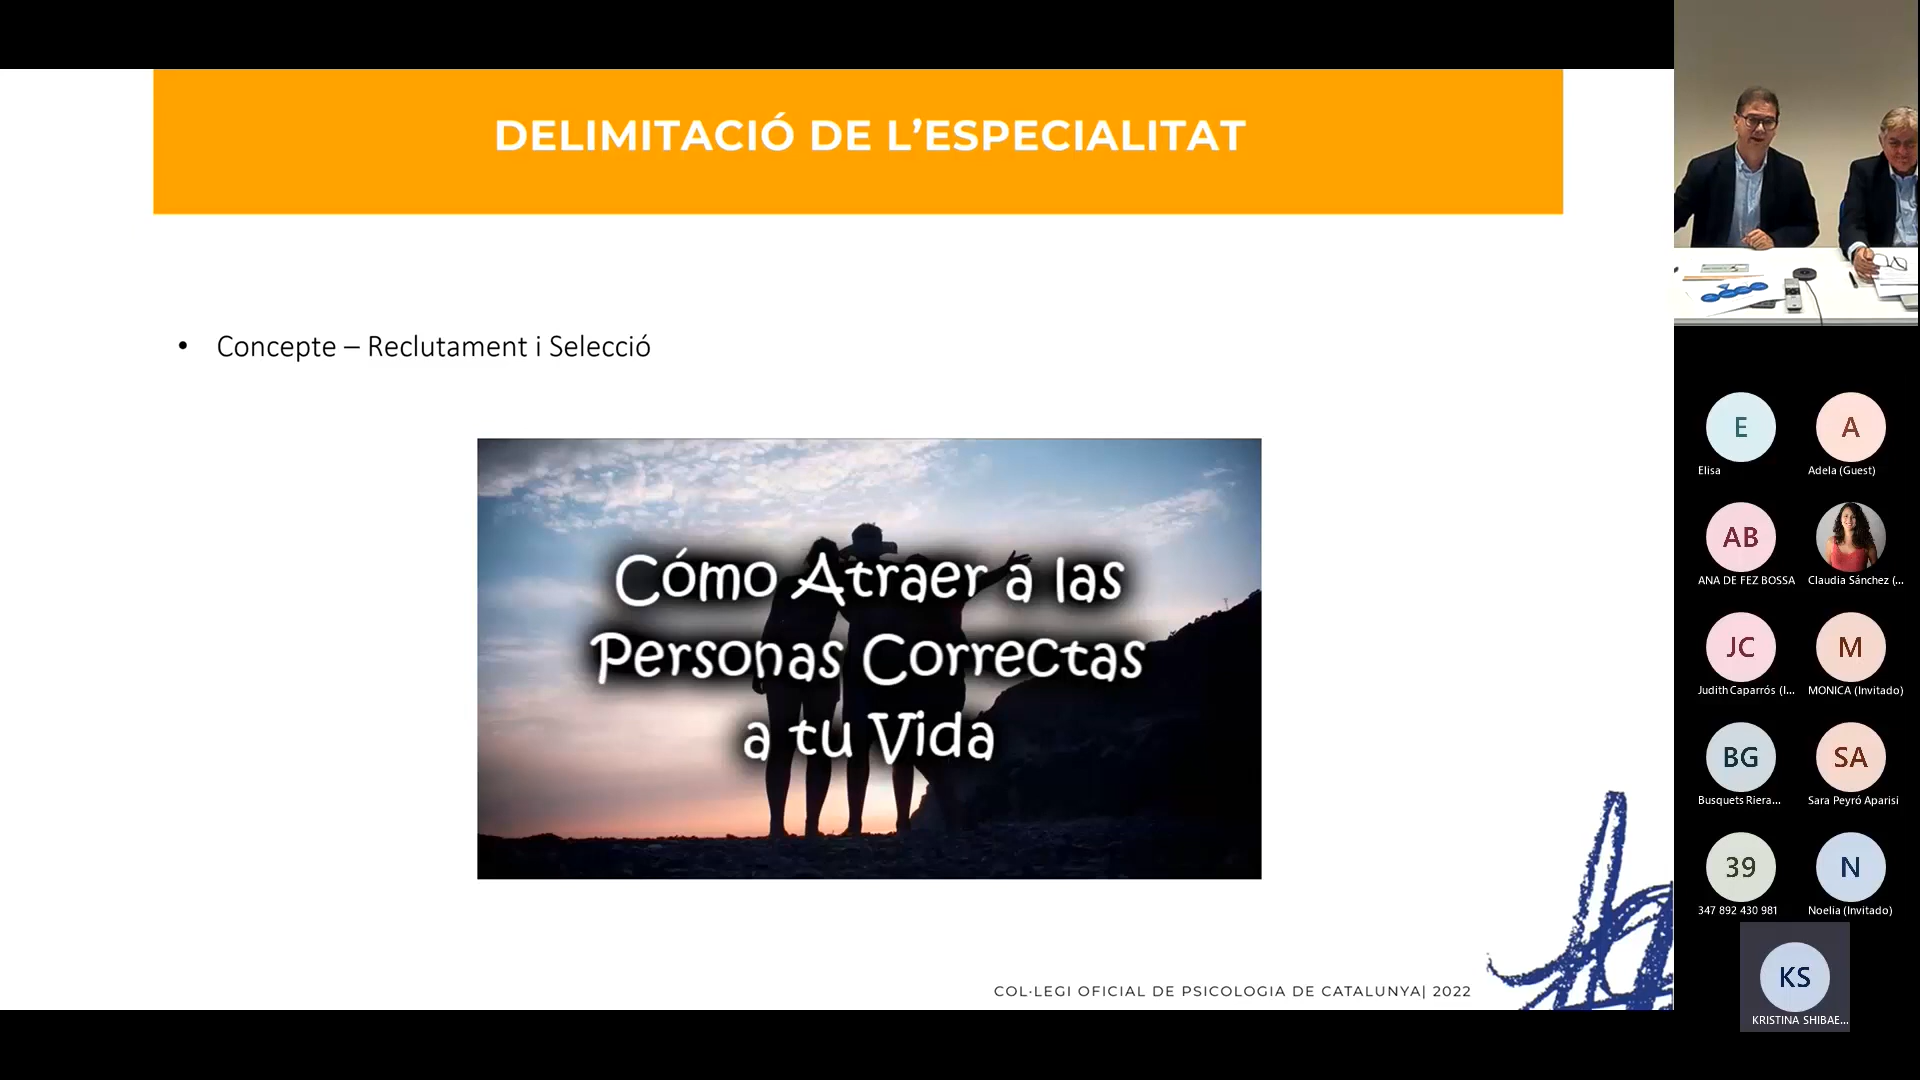 DELIMITACIÓ DE L’ESPECIALITAT
• Concepte – Reclutament i Selecció
Cómo Atraer a las
Personas Correctas
a tu Vida
COL·LEGI OFICIAL DE PSICOLOGIA DE CATALUNYA| 2022
E
Elisa
A
Adela (Guest)
AB
ANA DE FEZ BOSSA
Claudia Sánchez (...
JC
Judith Caparrós (I...
M
MONICA (Invitado)
BG
Busquets Riera...
SA
Sara Peyró Aparisi
39
347 892 430 981
N
Noelia (Invitado)
KS
KRISTINA SHIBAE...